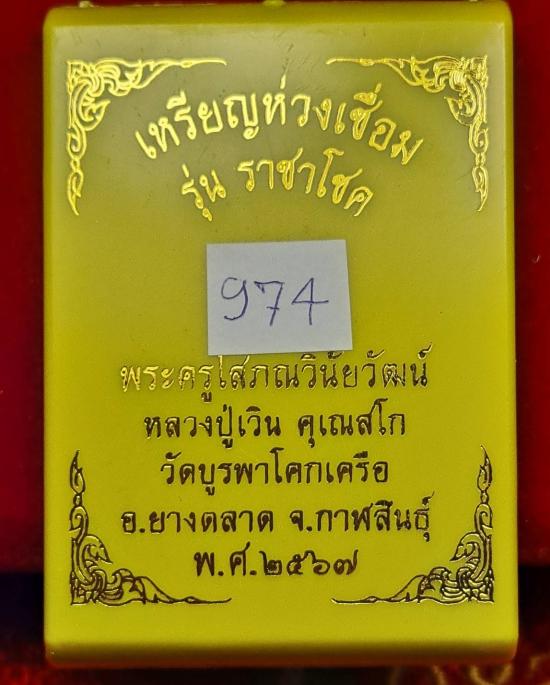 เหรียญห่วงเชื่อม
รุ่น ราชาโชค
974
พระครูโสภณวินัยวัฒน์
หลวงปู่เวิน คุเณสโก
วัดบูรพาโคกเครือ
อ.ยางตลาด จ.กาฬสินธุ์
พ.ศ.๒๕๖๗